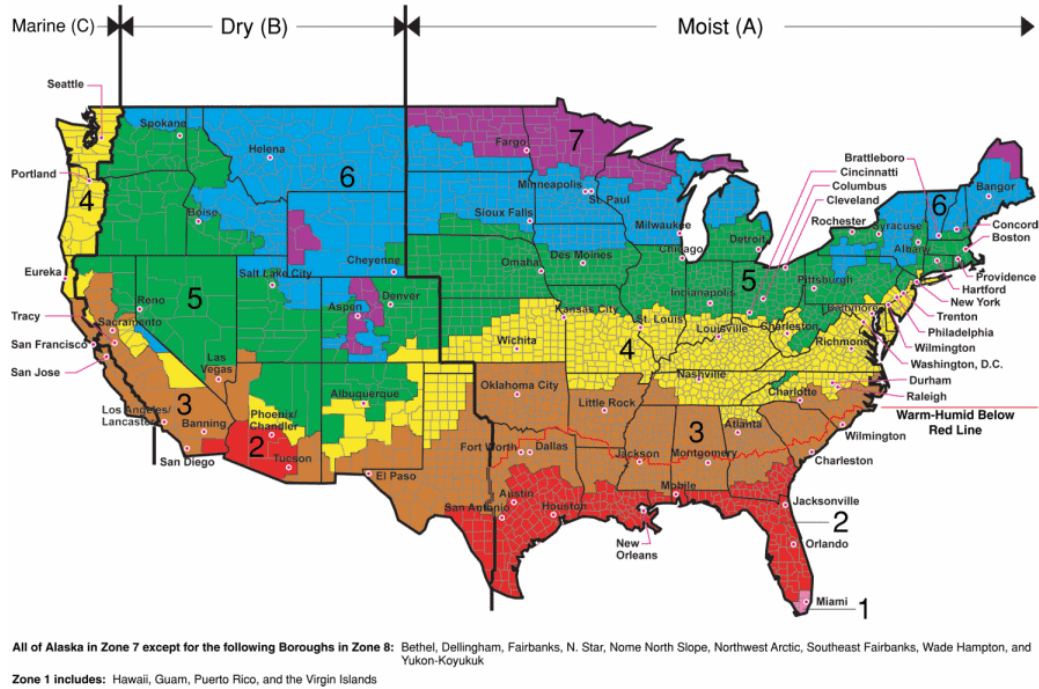 Marine (C)
Dry (B)
Moist (A)
Seattle
Spokane
Helena
Fargo
7
Brattleboro
Cincinnatti
Columbus
Cleveland
Portland
4
6
Minneapolis
St. Paul
Bangor
6
Boise
Sioux Falls
Milwaukee
Rochester
Syracuse
Concord
Detroit
Albany
Boston
Chicago
Eureka
Salt Lake City
Cheyenne
Omaha
Des Moines
5
Pittsburgh
Providence
Hartford
5
Reno
Aspen
Denver
Indianapolis
New York
Trenton
Tracy
Sacramento
Kansas City
St. Louis
Louisville
Charleston
Philadelphia
San Francisco
Wichita
4
Richmond
Wilmington
San Jose
Las
Vegas
Washington, D.C.
Nashville
Durham
3
Albuquerque
Oklahoma City
Charlotte
Raleigh
Los Angeles/
Lancaster
Phoenix/
Chandler
Little Rock
3
Atlanta
Warm-Humid Below
Red Line
Banning
2
Wilmington
San Diego
Tucson
El Paso
Fort Worth
Dallas
Jackson
Montgomery
Charleston
Austin
Mobile
San Antonio
Houston
Jacksonville
2
New
Orleans
Orlando
Miami
1
All of Alaska in Zone 7 except for the following Boroughs in Zone 8: Bethel, Dellingham, Fairbanks, N. Star, Nome North Slope, Northwest Arctic, Southeast Fairbanks, Wade Hampton, and
Yukon-Koyukuk
Zone 1 includes: Hawaii, Guam, Puerto Rico, and the Virgin Islands